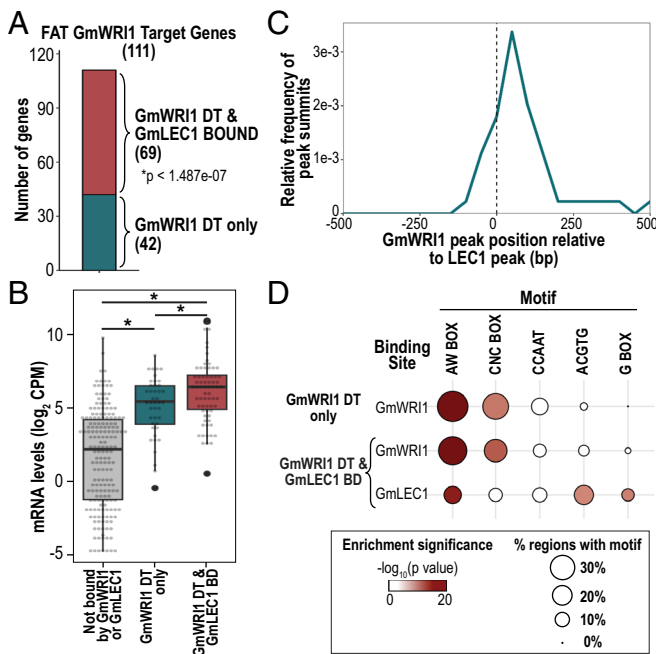 A
FAT GmWRI1 Target Genes
(111)
Number of genes
120
90
60
30
0
GmWRI1 DT &
GmLEC1 BOUND
(69)
*p < 1.487e-07
GmWRI1 DT only
(42)
B
mRNA levels (log2 CPM)
10
5
0
-5
*
*
*
Not bound
by GmWRI1
or GmLEC1
GmWRI1 DT
only
GmWRI1 DT &
GmLEC1 BD
C
Relative frequency of
peak summits
3e-3
2e-3
1e-3
0
-500
-250
0
250
500
GmWRI1 peak position relative
to LEC1 peak (bp)
D
Motif
Binding
Site
AW BOX
CNC BOX
CCAAT
ACGTG
G BOX
GmWRI1 DT
only
GmWRI1
GmWRI1 DT &
GmLEC1 BD
GmWRI1
GmLEC1
Enrichment significance
-log10(p value)
0
20
% regions with motif
30%
20%
10%
0%